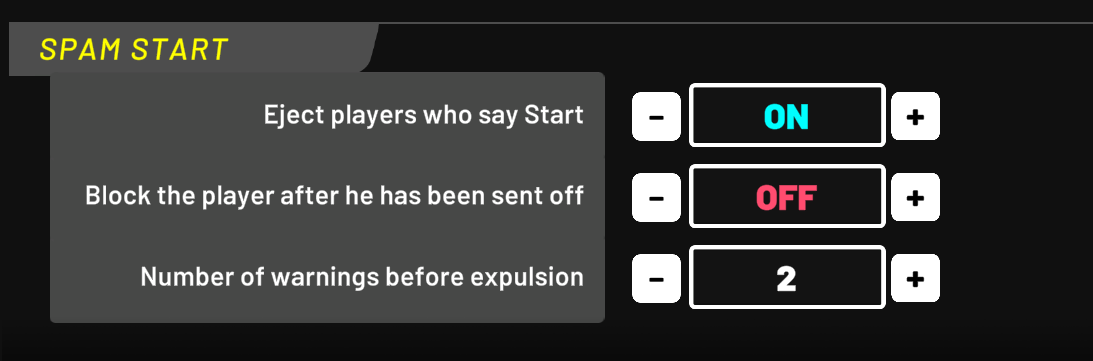 SPAM START
Eject players who say Start - ON +
Block the player after he has been sent off - OFF +
Number of warnings before expulsion - 2 +